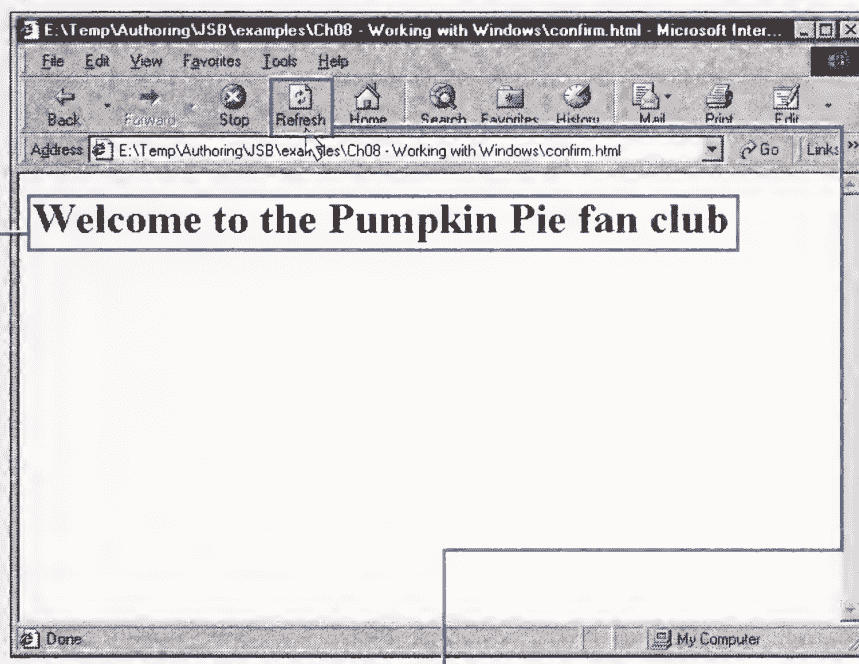 E:\Temp\Authoring\JSB\examples\Ch08 - Working with Windows\confirm.html - Microsoft Inter...
File Edit View Favorites Tools Help
Back Forward Stop Refresh Home Search Favorites History Mail Print Edit
Address E:\Temp\Authoring\JSB\examples\Ch08 - Working with Windows\confirm.html Go Links »
Welcome to the Pumpkin Pie fan club
Done My Computer